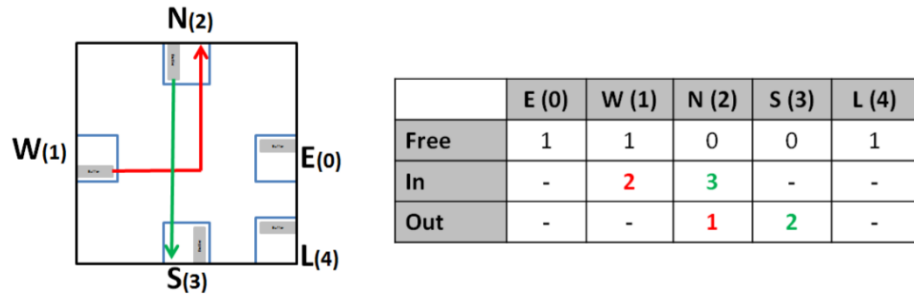 N(2)
W(1)
E(0)
L(4)
S(3)
E (0) W (1) N (2) S (3) L (4)
Free 1 1 0 0 1
In - 2 3 - -
Out - - 1 2 -